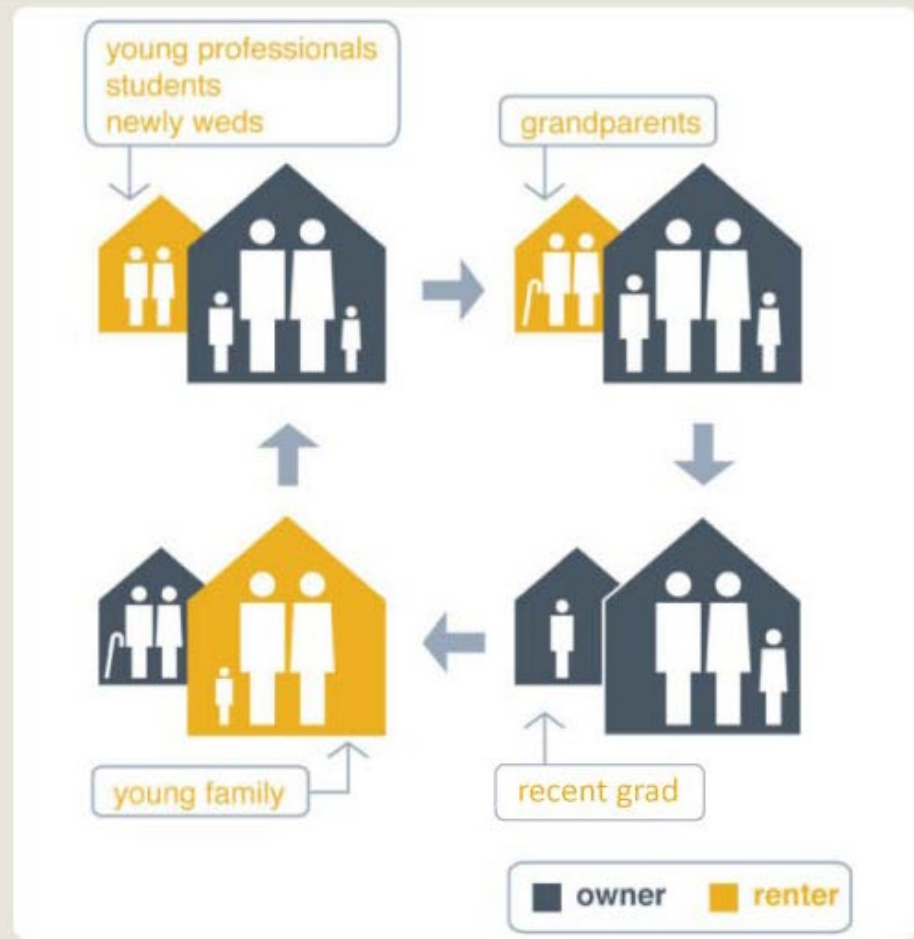 young professionals
students
newly weds
grandparents
young family
recent grad
owner
renter